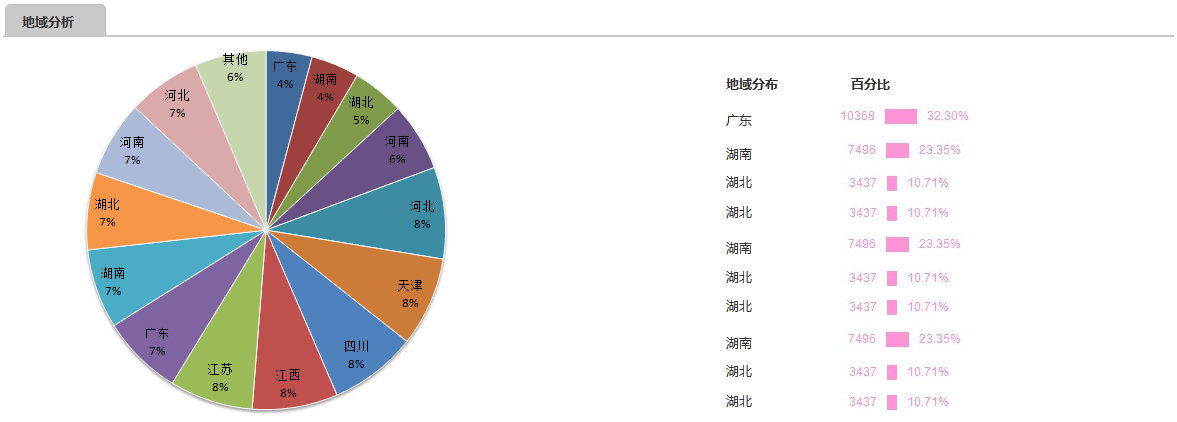 地域分析
其他
6%
广东
4%
湖南
4%
湖北
5%
河南
6%
河北
8%
天津
8%
四川
8%
江西
8%
江苏
8%
广东
7%
湖南
7%
湖北
7%
河南
7%
河北
7%
地域分布 百分比
广东 10368 32.30%
湖南 7496 23.35%
湖北 3437 10.71%
湖北 3437 10.71%
湖南 7496 23.35%
湖北 3437 10.71%
湖北 3437 10.71%
湖南 7496 23.35%
湖北 3437 10.71%
湖北 3437 10.71%